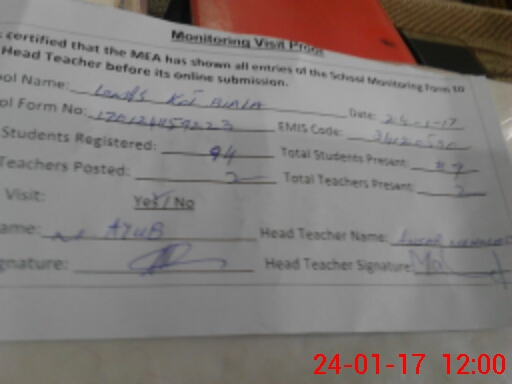 Monitoring Visit Proof
s certified that the MEA has shown all entries of the School Monitoring Form to
Head Teacher before its online submission.
ool Name: Date: 24-1-17
ol Form No: EMIS Code:
Students Registered: 94 Total Students Present: 87
Teachers Posted: 2 Total Teachers Present: 2
Visit: Yes/No
ame: AYUB Head Teacher Name:
gnature: Head Teacher Signature:
24-01-17 12:00